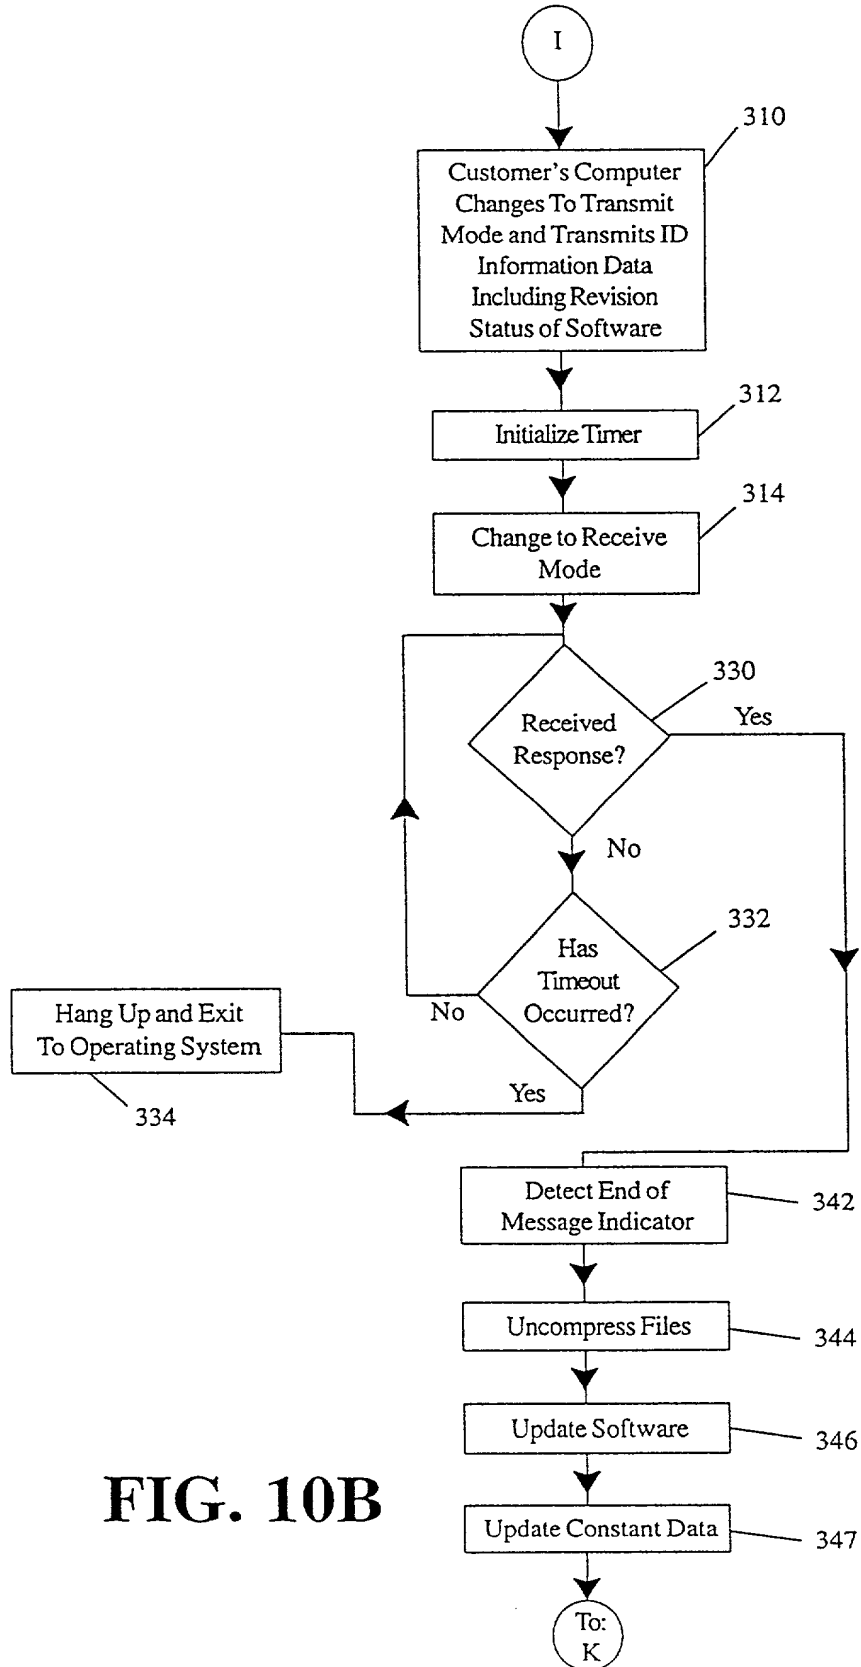 I
310
Customer's Computer
Changes To Transmit
Mode and Transmits ID
Information Data
Including Revision
Status of Software
312
Initialize Timer
314
Change to Receive
Mode
330
Received
Response?
Yes
No
332
Has
Timeout
Occurred?
No
Hang Up and Exit
To Operating System
Yes
334
Detect End of
Message Indicator
342
Uncompress Files
344
Update Software
346
FIG. 10B
Update Constant Data
347
To:
K